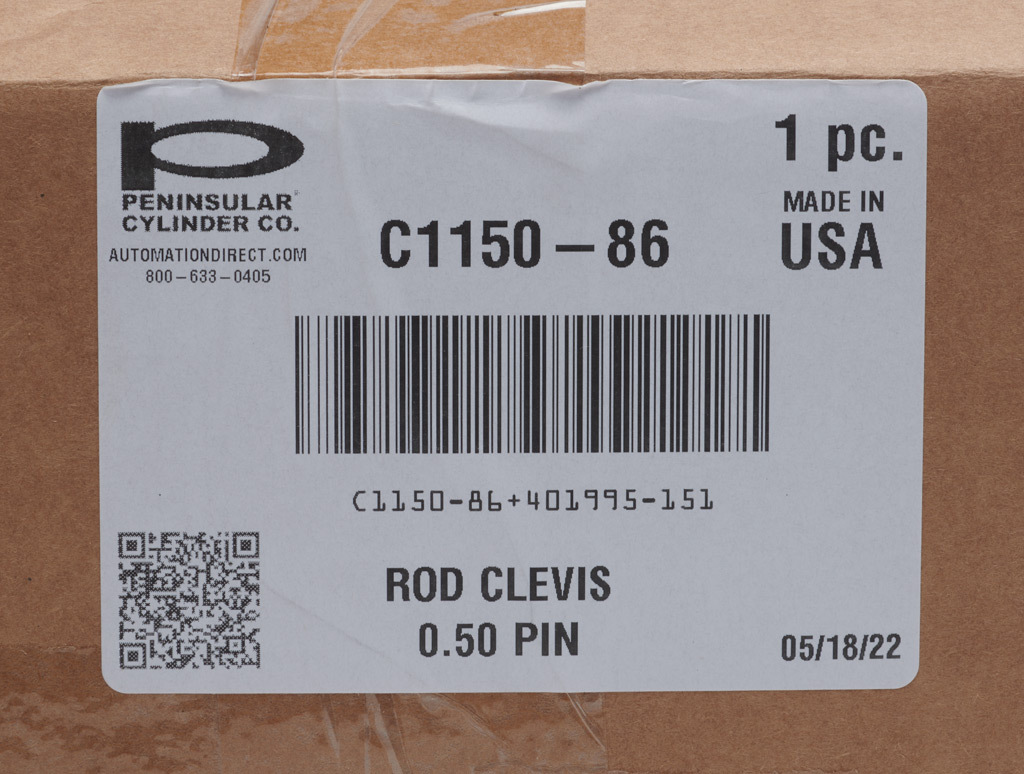 PENINSULAR
CYLINDER CO.
AUTOMATIONDIRECT.COM
800-633-0405
1 pc.
MADE IN
USA
C1150-86
C1150-86+401995-151
ROD CLEVIS
0.50 PIN
05/18/22